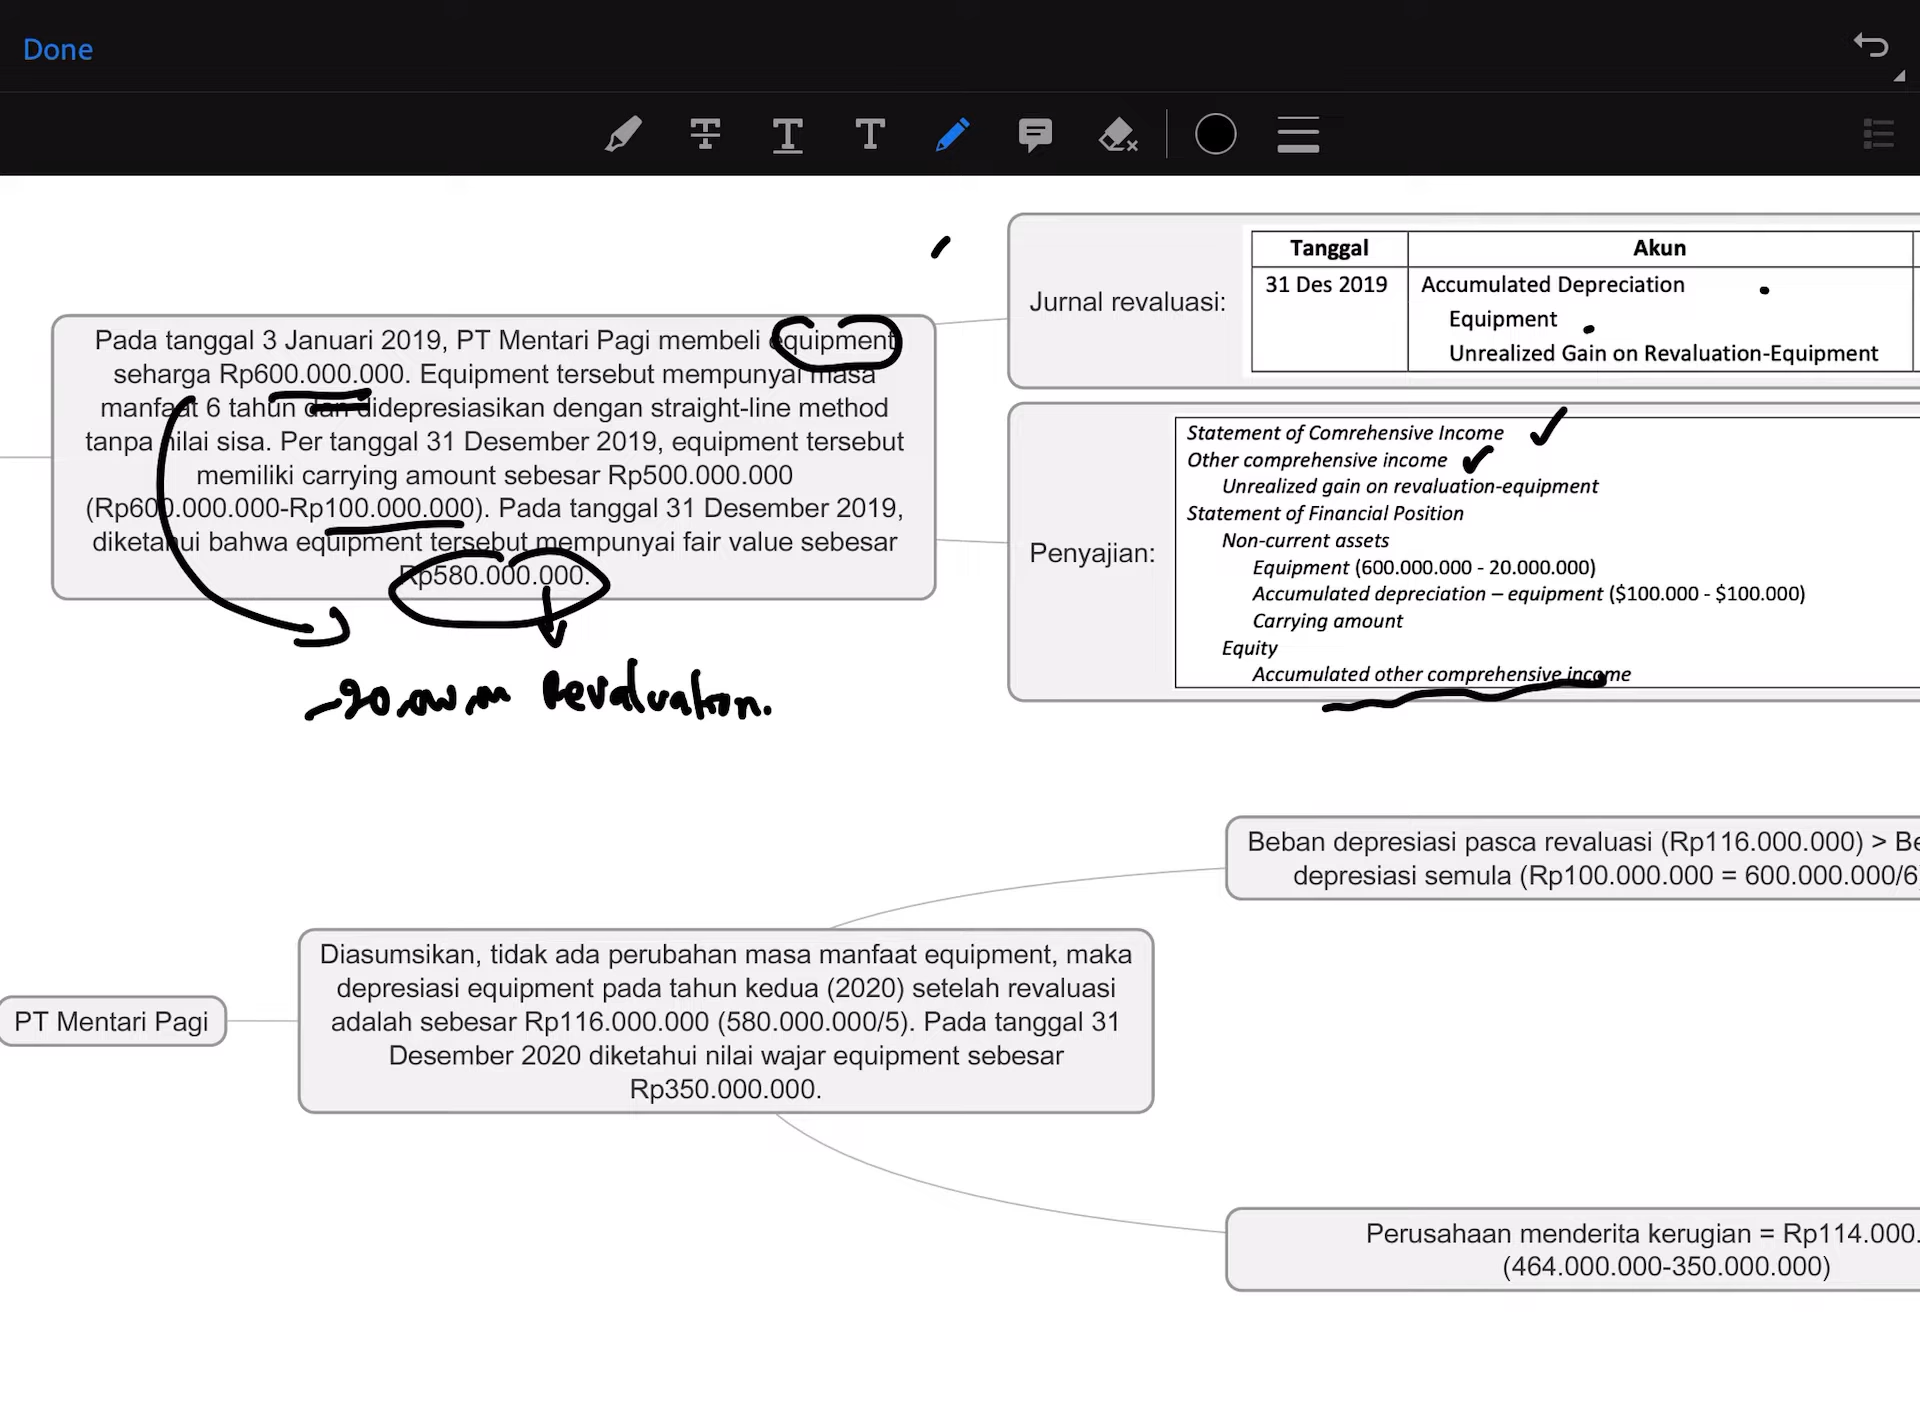 Done
Pada tanggal 3 Januari 2019, PT Mentari Pagi membeli equipment
seharga Rp600.000.000. Equipment tersebut mempunyai masa
manfaat 6 tahun dan didepresiasikan dengan straight-line method
tanpa nilai sisa. Per tanggal 31 Desember 2019, equipment tersebut
memiliki carrying amount sebesar Rp500.000.000
(Rp600.000.000-Rp100.000.000). Pada tanggal 31 Desember 2019,
diketahui bahwa equipment tersebut mempunyai fair value sebesar
Rp580.000.000.
Revaluation.
Jurnal revaluasi:
Tanggal Akun
31 Des 2019 Accumulated Depreciation
Equipment
Unrealized Gain on Revaluation-Equipment
Penyajian:
Statement of Comrehensive Income
Other comprehensive income
Unrealized gain on revaluation-equipment
Statement of Financial Position
Non-current assets
Equipment (600.000.000 - 20.000.000)
Accumulated depreciation – equipment ($100.000 - $100.000)
Carrying amount
Equity
Accumulated other comprehensive income
PT Mentari Pagi
Diasumsikan, tidak ada perubahan masa manfaat equipment, maka
depresiasi equipment pada tahun kedua (2020) setelah revaluasi
adalah sebesar Rp116.000.000 (580.000.000/5). Pada tanggal 31
Desember 2020 diketahui nilai wajar equipment sebesar
Rp350.000.000.
Beban depresiasi pasca revaluasi (Rp116.000.000) > Be
depresiasi semula (Rp100.000.000 = 600.000.000/6
Perusahaan menderita kerugian = Rp114.000.
(464.000.000-350.000.000)